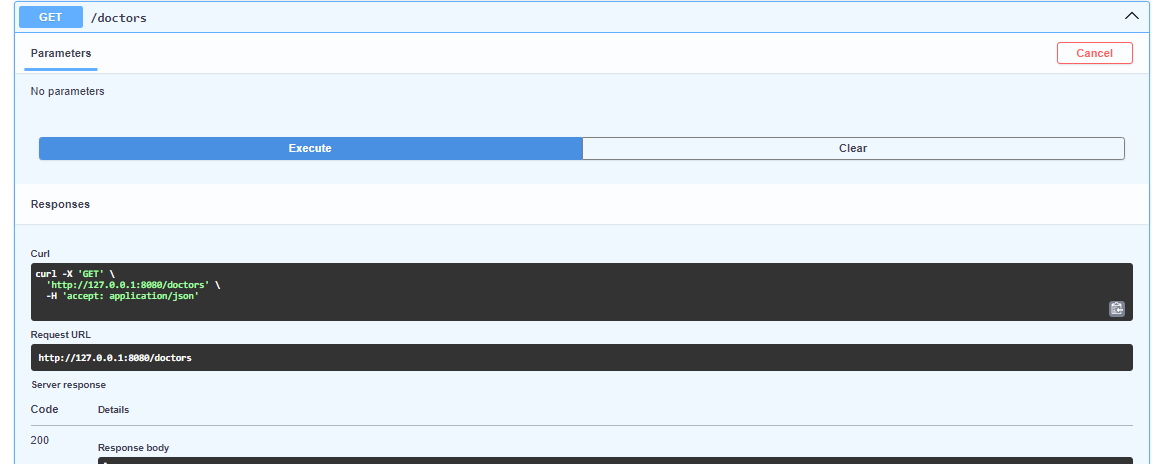 GET /doctors
Parameters Cancel
No parameters
Execute Clear
Responses
Curl
curl -X 'GET' \
'http://127.0.0.1:8080/doctors' \
-H 'accept: application/json'
Request URL
http://127.0.0.1:8080/doctors
Server response
Code Details
200
Response body